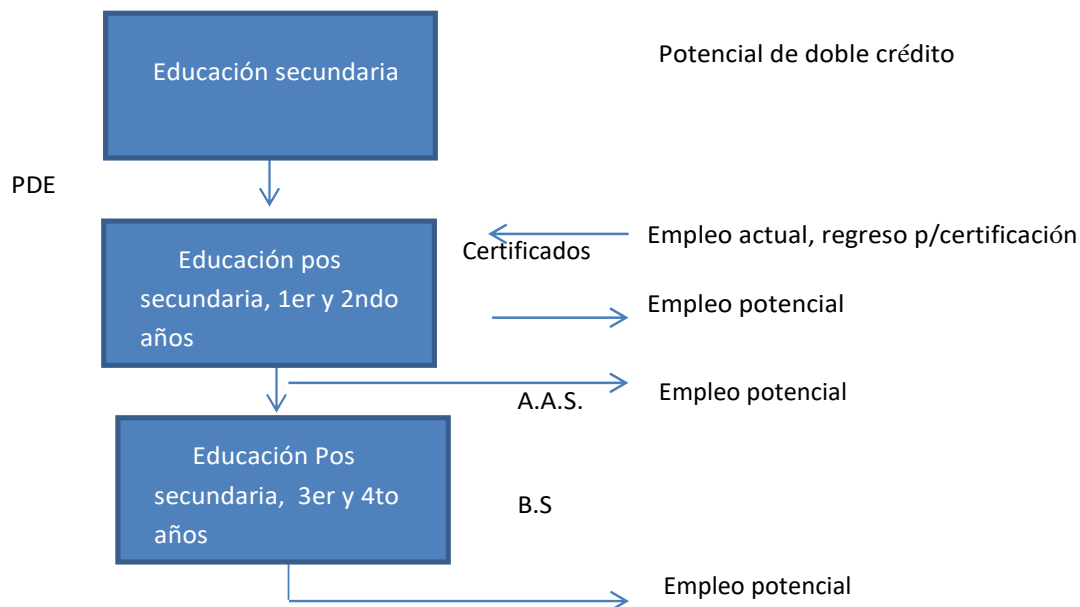 Educación secundaria
Potencial de doble crédito
PDE
Educación pos
secundaria, 1er y 2ndo
años
Certificados
Empleo actual, regreso p/certificación
Empleo potencial
A.A.S.
Empleo potencial
Educación Pos
secundaria, 3er y 4to
años
B.S
Empleo potencial